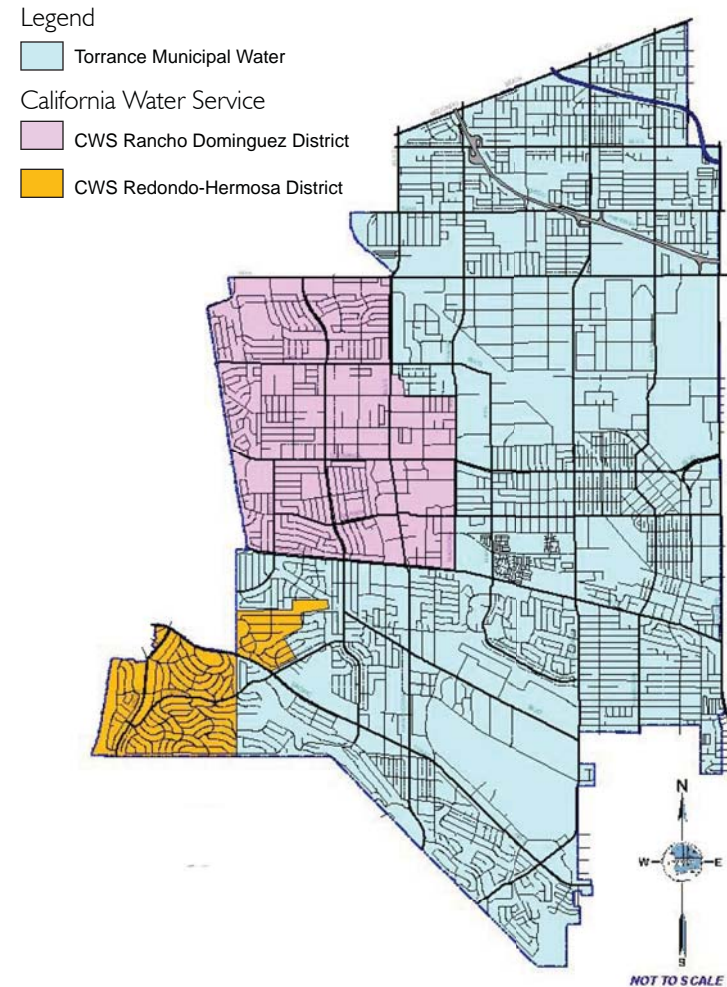 Legend
Torrance Municipal Water
California Water Service
CWS Rancho Dominguez District
CWS Redondo-Hermosa District
N
W
E
S
NOT TO SCALE